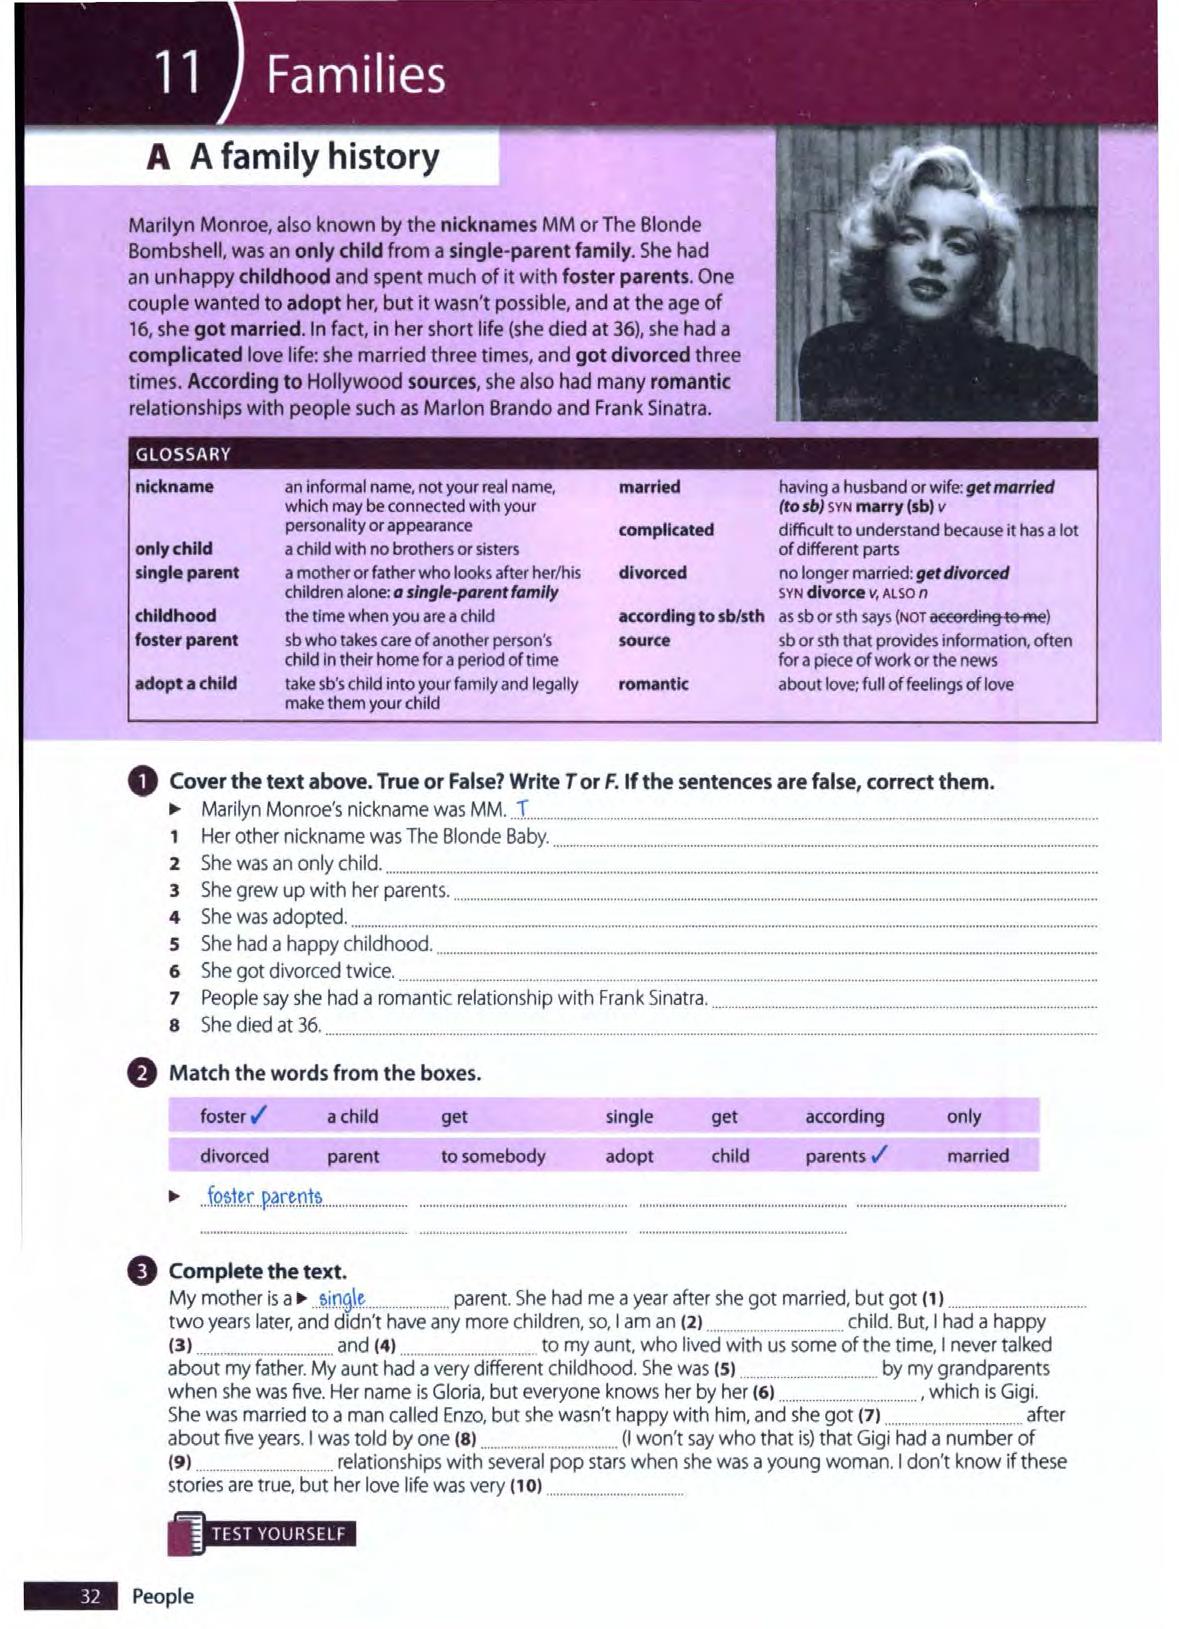 11 Families
A A family history
Marilyn Monroe, also known by the nicknames MM or The Blonde
Bombshell, was an only child from a single-parent family. She had
an unhappy childhood and spent much of it with foster parents. One
couple wanted to adopt her, but it wasn't possible, and at the age of
16, she got married. In fact, in her short life (she died at 36), she had a
complicated love life: she married three times, and got divorced three
times. According to Hollywood sources, she also had many romantic
relationships with people such as Marlon Brando and Frank Sinatra.
GLOSSARY
nickname an informal name, not your real name,
which may be connected with your
personality or appearance
only child a child with no brothers or sisters
single parent a mother or father who looks after her/his
children alone: a single-parent family
childhood the time when you are a child
foster parent sb who takes care of another person's
child in their home for a period of time
adopt a child take sb's child into your family and legally
make them your child
married having a husband or wife: get married
(to sb) SYN marry (sb) v
complicated difficult to understand because it has a lot
of different parts
divorced no longer married: get divorced
SYN divorce v, ALSO n
according to sb/sth as sb or sth says (NOT according to me)
source sb or sth that provides information, often
for a piece of work or the news
romantic about love; full of feelings of love
1 Cover the text above. True or False? Write T or F. If the sentences are false, correct them.
▶ Marilyn Monroe's nickname was MM. T
1 Her other nickname was The Blonde Baby.
2 She was an only child.
3 She grew up with her parents.
4 She was adopted.
5 She had a happy childhood.
6 She got divorced twice.
7 People say she had a romantic relationship with Frank Sinatra.
8 She died at 36.
2 Match the words from the boxes.
foster ✓ a child get single get according only
divorced parent to somebody adopt child parents ✓ married
▶ foster parents
3 Complete the text.
My mother is a ▶ single parent. She had me a year after she got married, but got (1)
two years later, and didn't have any more children, so, I am an (2) child. But, I had a happy
(3) and (4) to my aunt, who lived with us some of the time, I never talked
about my father. My aunt had a very different childhood. She was (5) by my grandparents
when she was five. Her name is Gloria, but everyone knows her by her (6) , which is Gigi.
She was married to a man called Enzo, but she wasn't happy with him, and she got (7) after
about five years. I was told by one (8) (I won't say who that is) that Gigi had a number of
(9) relationships with several pop stars when she was a young woman. I don't know if these
stories are true, but her love life was very (10)
TEST YOURSELF
32 People